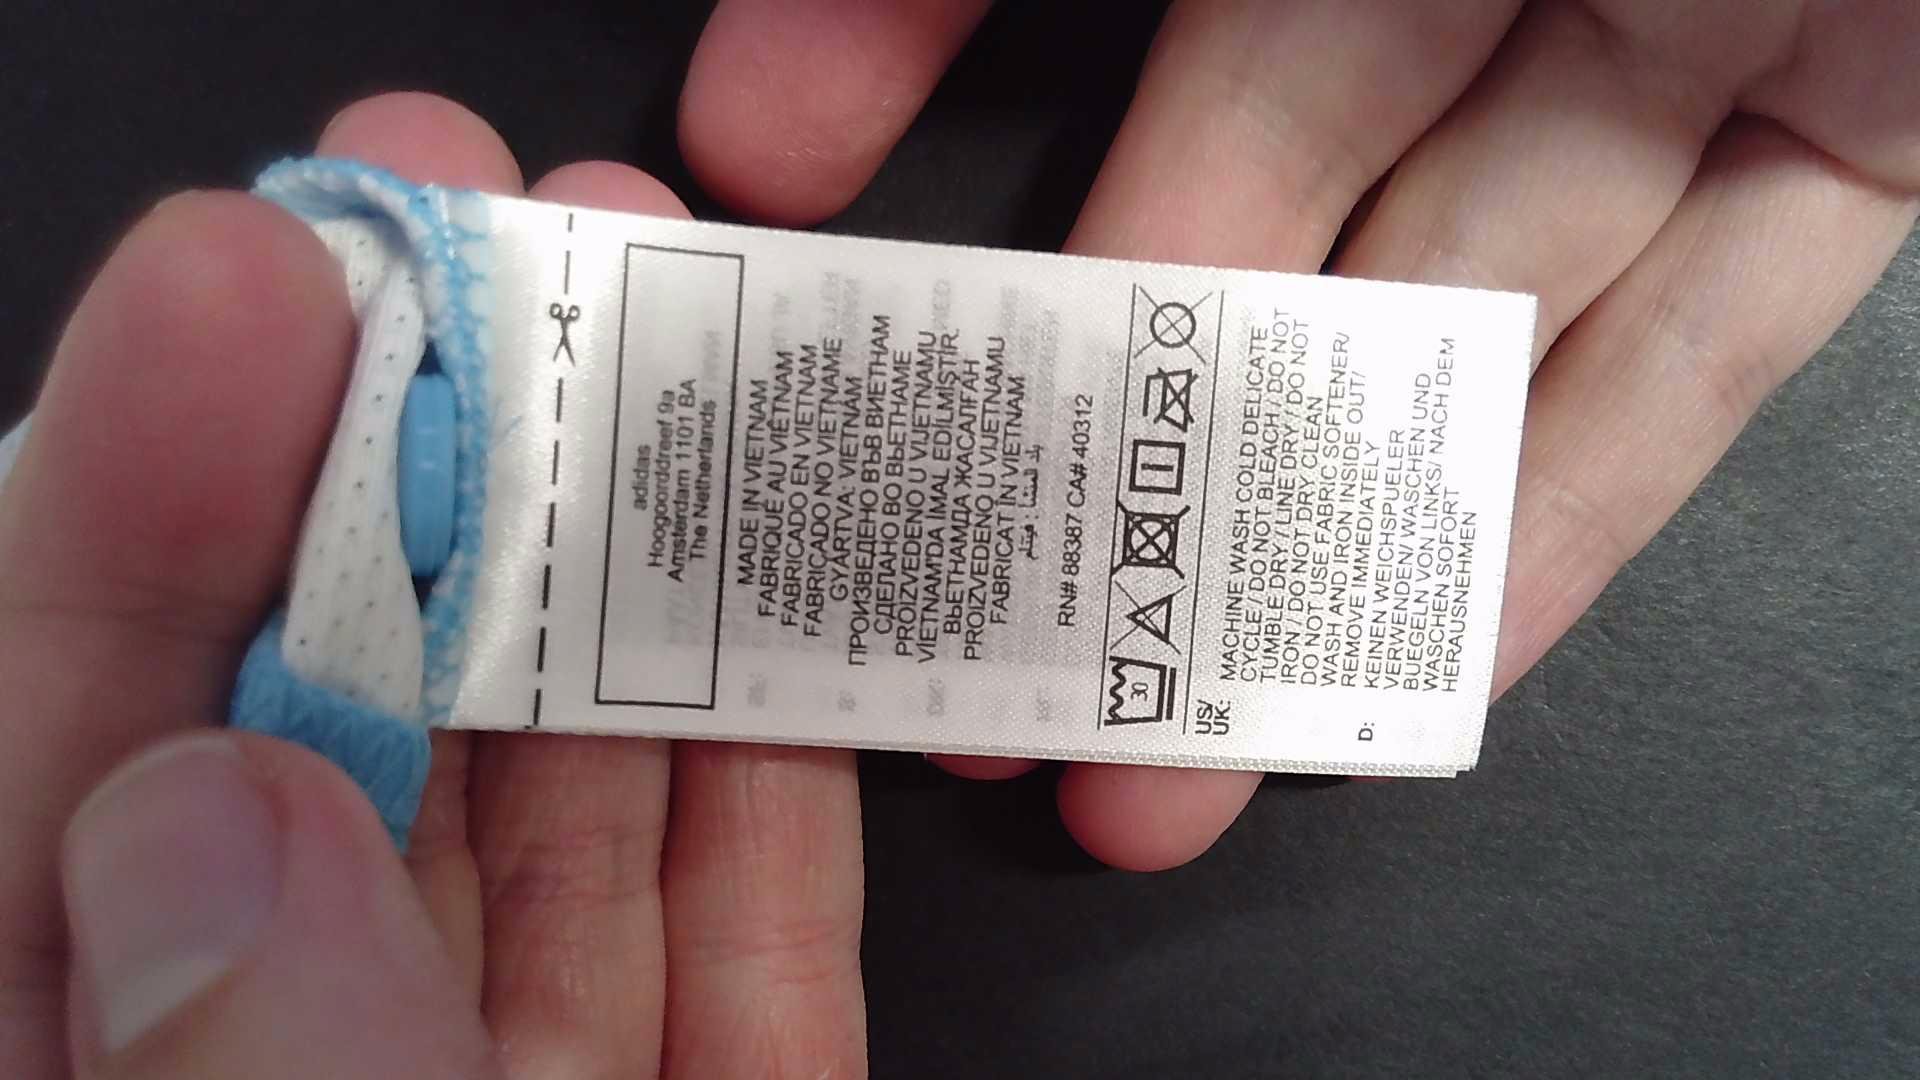 adidas
Hoogoorddreef 9a
Amsterdam 1101 BA
The Netherlands
MADE IN VIETNAM
FABRIQUÉ AU VIÊTNAM
FABRICADO EN VIETNAM
FABRICADO NO VIETNAME
GYÁRTVA: VIETNAM
ПРОИЗВЕДЕНО ВЪВ ВИЕТНАМ
СДЕЛАНО ВО ВЬЕТНАМЕ
PROIZVEDENO U VIJETNAMU
VIETNAM'DA İMAL EDİLMİŞTİR.
ВЬЕТНАМДА ЖАСАЛҒАН
PROIZVEDENO U VIJETNAMU
FABRICAT ÎN VIETNAM
بلد المنشأ : فيتنام
RN# 88387 CA# 40312
30
US/
UK:
MACHINE WASH COLD DELICATE
CYCLE / DO NOT BLEACH / DO NOT
TUMBLE DRY / LINE DRY / DO NOT
IRON / DO NOT DRY CLEAN
DO NOT USE FABRIC SOFTENER/
WASH AND IRON INSIDE OUT/
REMOVE IMMEDIATELY
D:
KEINEN WEICHSPUELER
VERWENDEN/ WASCHEN UND
BUEGELN VON LINKS/ NACH DEM
WASCHEN SOFORT
HERAUSNEHMEN